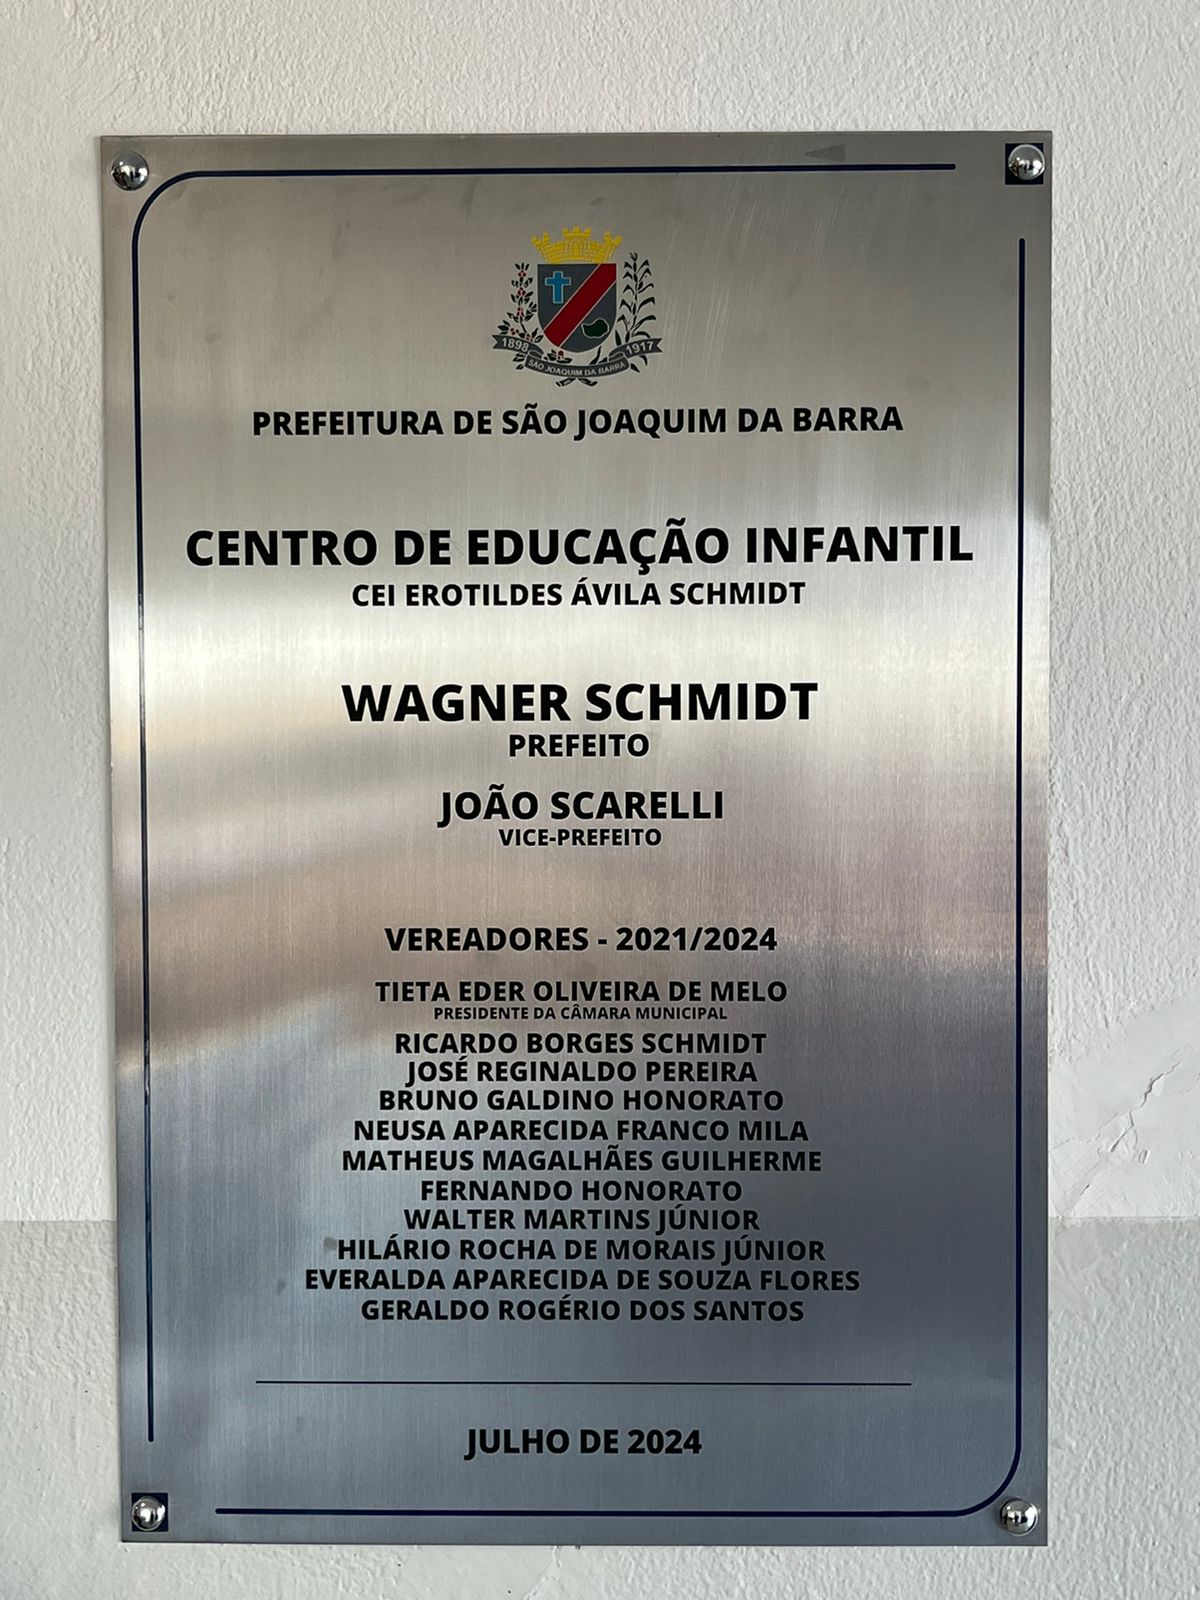 1898 1917
SÃO JOAQUIM DA BARRA
PREFEITURA DE SÃO JOAQUIM DA BARRA
CENTRO DE EDUCAÇÃO INFANTIL
CEI EROTILDES ÁVILA SCHMIDT
WAGNER SCHMIDT
PREFEITO
JOÃO SCARELLI
VICE-PREFEITO
VEREADORES - 2021/2024
TIETA EDER OLIVEIRA DE MELO
PRESIDENTE DA CÂMARA MUNICIPAL
RICARDO BORGES SCHMIDT
JOSÉ REGINALDO PEREIRA
BRUNO GALDINO HONORATO
NEUSA APARECIDA FRANCO MILA
MATHEUS MAGALHÃES GUILHERME
FERNANDO HONORATO
WALTER MARTINS JÚNIOR
HILÁRIO ROCHA DE MORAIS JÚNIOR
EVERALDA APARECIDA DE SOUZA FLORES
GERALDO ROGÉRIO DOS SANTOS
JULHO DE 2024